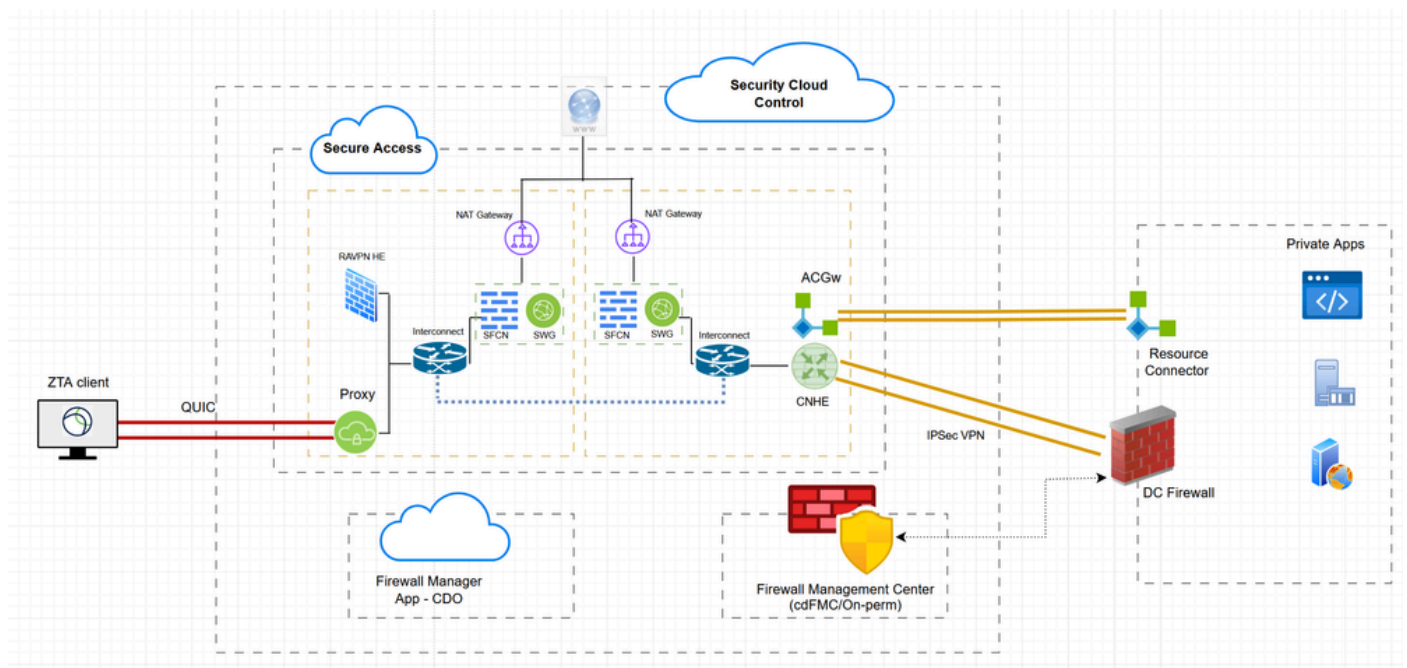 Security Cloud
Control
WWW
Secure Access
NAT Gateway
NAT Gateway
RAVPN HE
Private Apps
ACGw
Interconnect
SFCN
SWG
SFCN
SWG
Interconnect
Resource
Connector
ZTA client
QUIC
Proxy
CNHE
IPSec VPN
DC Firewall
Firewall Manager
App - CDO
Firewall Management Center
(cdFMC/On-perm)